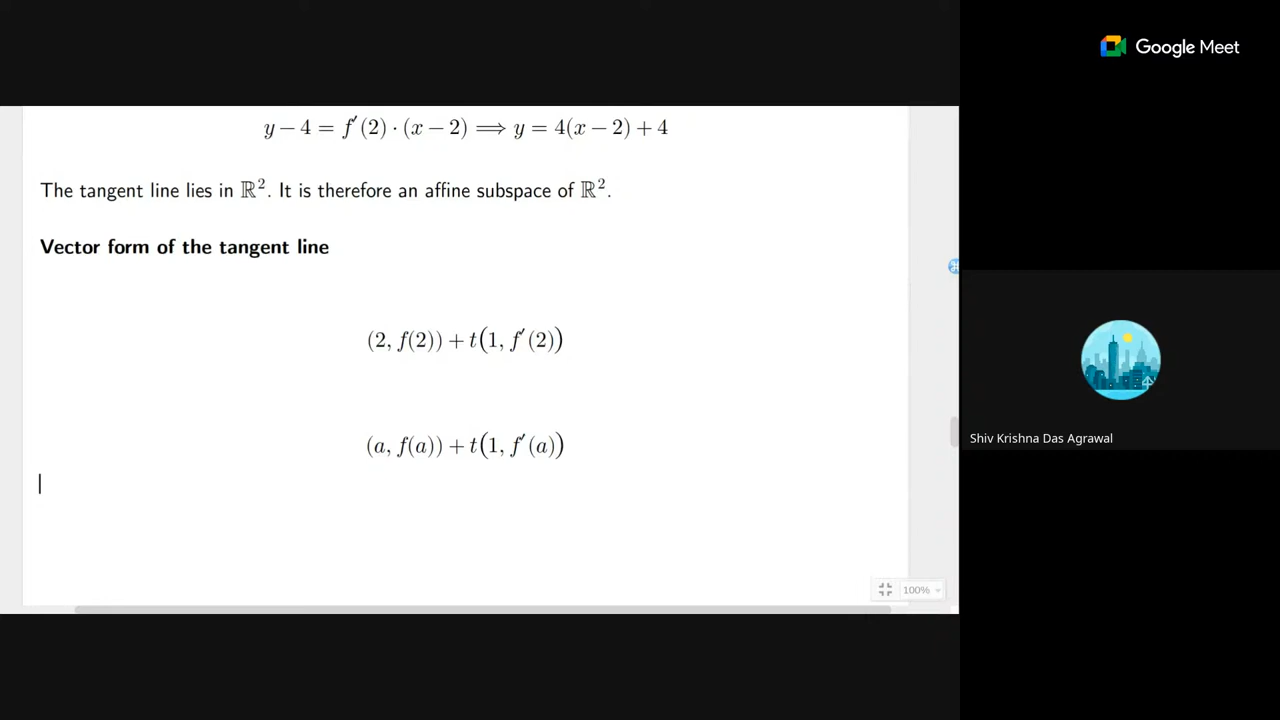 Google Meet
y − 4 = f′(2) · (x − 2) ⟹ y = 4(x − 2) + 4
The tangent line lies in ℝ². It is therefore an affine subspace of ℝ².
Vector form of the tangent line
(2, f(2)) + t(1, f′(2))
(a, f(a)) + t(1, f′(a))
Shiv Krishna Das Agrawal
100%